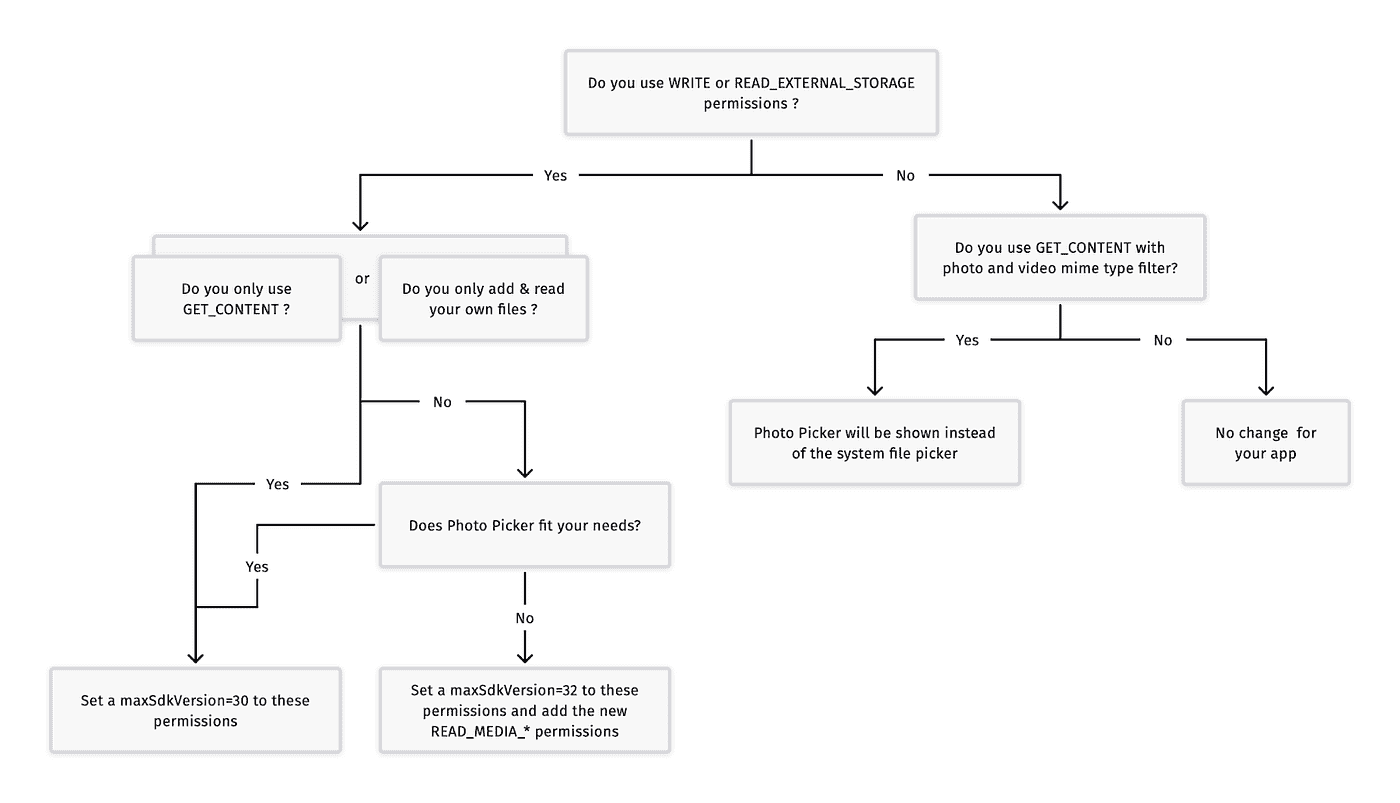 Do you use WRITE or READ_EXTERNAL_STORAGE
permissions ?
Yes
No
Do you only use
GET_CONTENT ?
or
Do you only add & read
your own files ?
Do you use GET_CONTENT with
photo and video mime type filter?
Yes
No
No
Photo Picker will be shown instead
of the system file picker
No change for
your app
Yes
Does Photo Picker fit your needs?
Yes
No
Set a maxSdkVersion=30 to these
permissions
Set a maxSdkVersion=32 to these
permissions and add the new
READ_MEDIA_* permissions